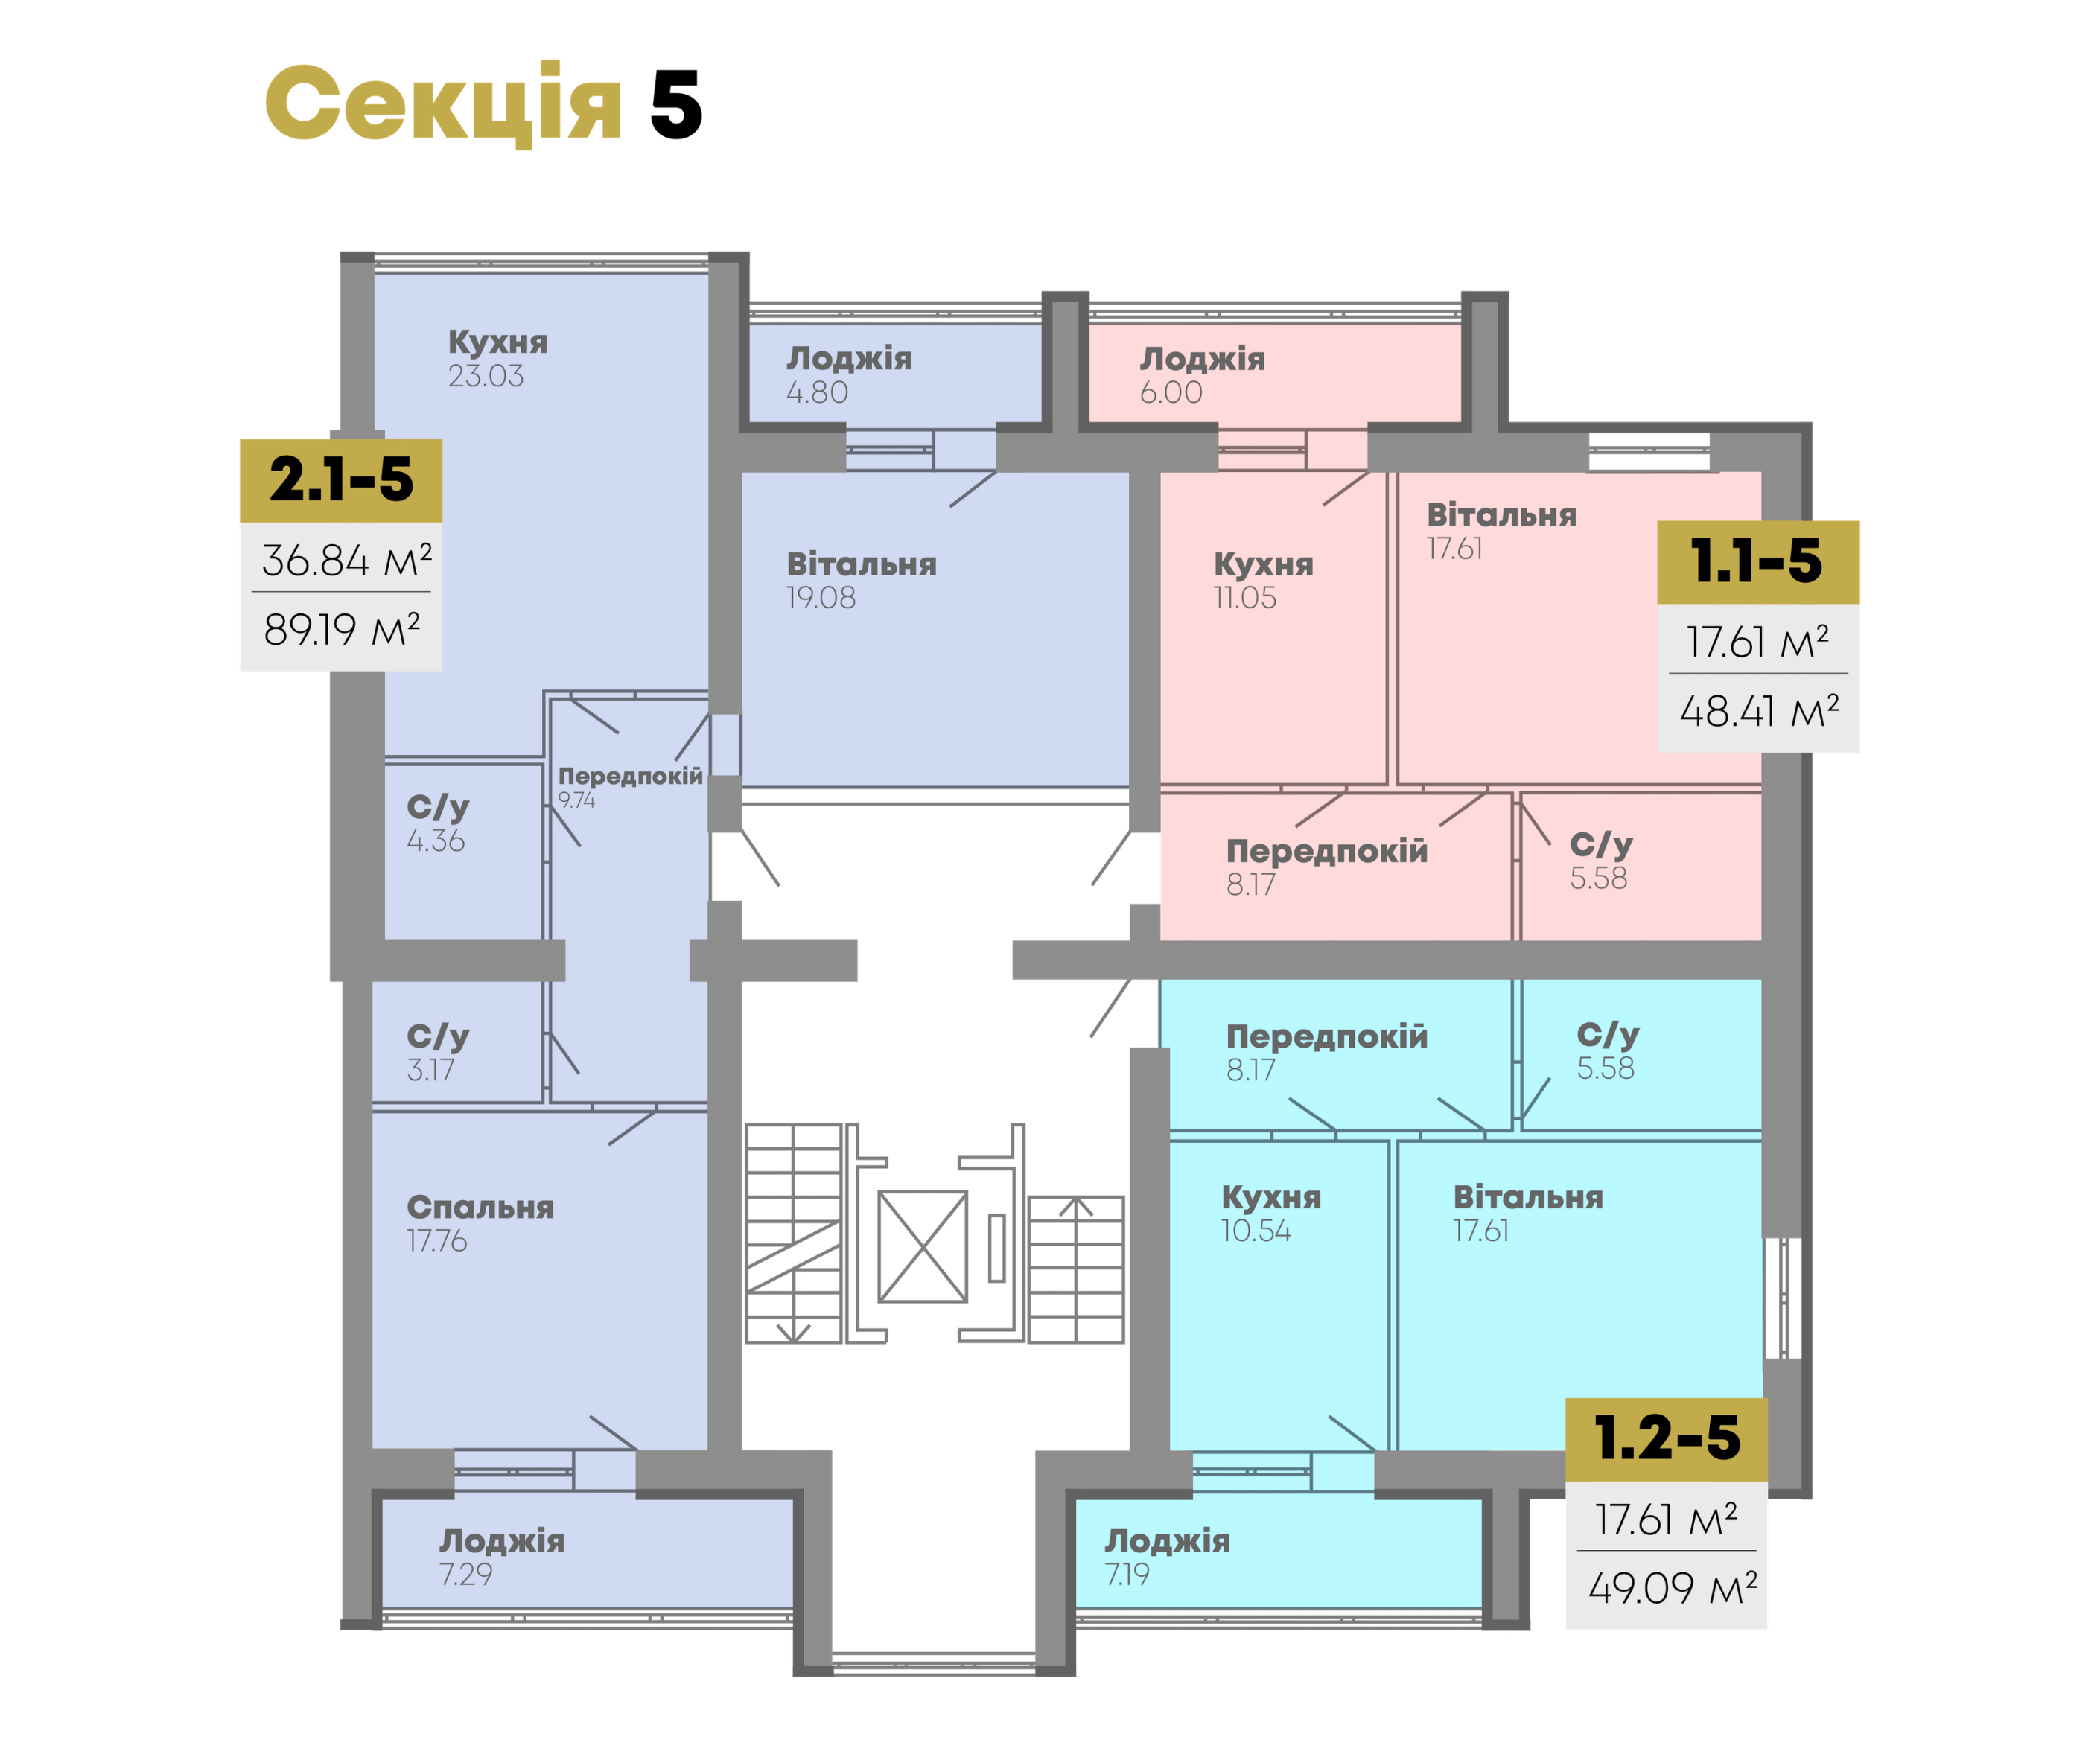 Секція 5
Кухня
23.03
Лоджія
4.80
Лоджія
6.00
2.1-5
36.84 м²
89.19 м²
Вітальня
19.08
Кухня
11.05
Вітальня
17.61
1.1-5
17.61 м²
48.41 м²
Передпокій
9.74
С/у
4.36
Передпокій
8.17
С/у
5.58
С/у
3.17
Передпокій
8.17
С/у
5.58
Спальня
17.76
Кухня
10.54
Вітальня
17.61
1.2-5
17.61 м²
49.09 м²
Лоджія
7.29
Лоджія
7.19